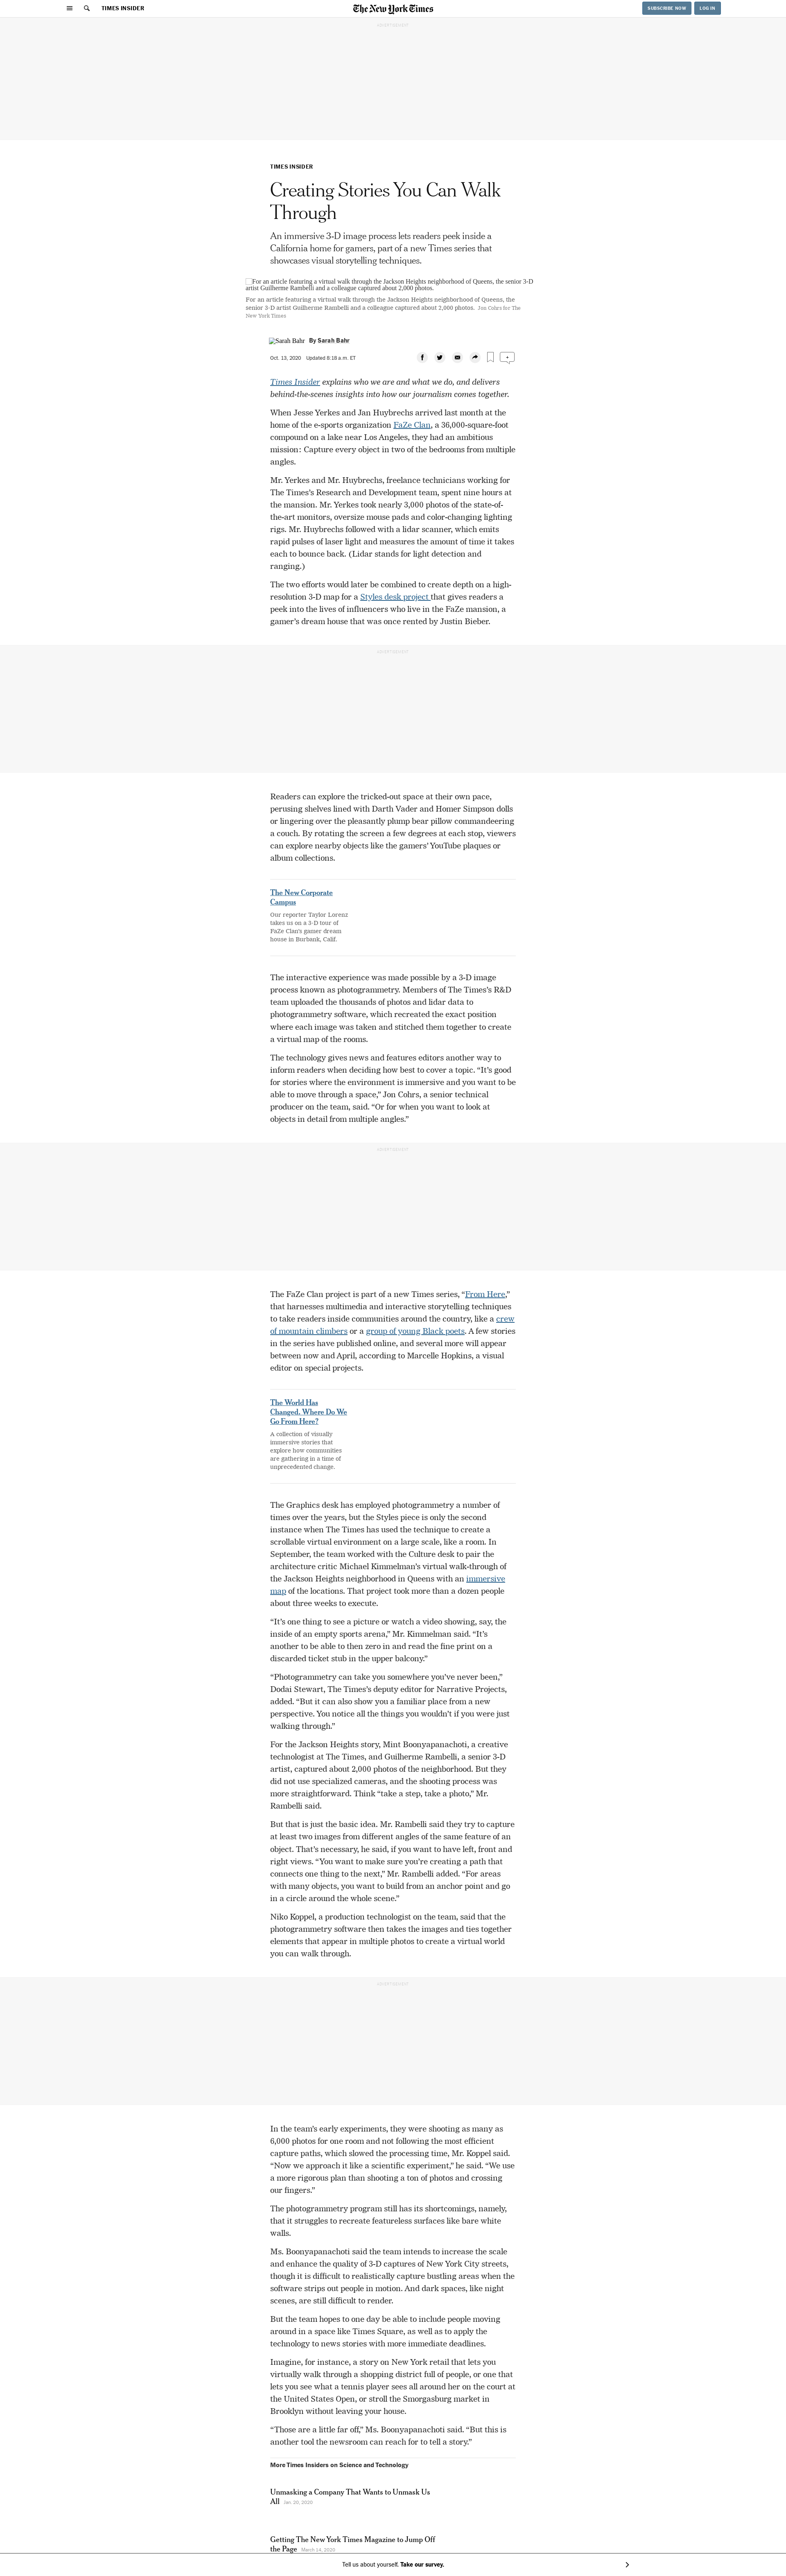 TIMES INSIDER
The New York Times
SUBSCRIBE NOW
LOG IN
ADVERTISEMENT
TIMES INSIDER
Creating Stories You Can Walk
Through
An immersive 3-D image process lets readers peek inside a
California home for gamers, part of a new Times series that
showcases visual storytelling techniques.
For an article featuring a virtual walk through the Jackson Heights neighborhood of Queens, the senior 3-D
artist Guilherme Rambelli and a colleague captured about 2,000 photos.
For an article featuring a virtual walk through the Jackson Heights neighborhood of Queens, the
senior 3-D artist Guilherme Rambelli and a colleague captured about 2,000 photos. Jon Cohrs for The
New York Times
Sarah Bahr
By Sarah Bahr
Oct. 13, 2020 Updated 8:18 a.m. ET
Times Insider explains who we are and what we do, and delivers
behind-the-scenes insights into how our journalism comes together.
When Jesse Yerkes and Jan Huybrechs arrived last month at the
home of the e-sports organization FaZe Clan, a 36,000-square-foot
compound on a lake near Los Angeles, they had an ambitious
mission: Capture every object in two of the bedrooms from multiple
angles.
Mr. Yerkes and Mr. Huybrechs, freelance technicians working for
The Times’s Research and Development team, spent nine hours at
the mansion. Mr. Yerkes took nearly 3,000 photos of the state-of-
the-art monitors, oversize mouse pads and color-changing lighting
rigs. Mr. Huybrechs followed with a lidar scanner, which emits
rapid pulses of laser light and measures the amount of time it takes
each to bounce back. (Lidar stands for light detection and
ranging.)
The two efforts would later be combined to create depth on a high-
resolution 3-D map for a Styles desk project that gives readers a
peek into the lives of influencers who live in the FaZe mansion, a
gamer’s dream house that was once rented by Justin Bieber.
ADVERTISEMENT
Readers can explore the tricked-out space at their own pace,
perusing shelves lined with Darth Vader and Homer Simpson dolls
or lingering over the pleasantly plump bear pillow commandeering
a couch. By rotating the screen a few degrees at each stop, viewers
can explore nearby objects like the gamers’ YouTube plaques or
album collections.
The New Corporate
Campus
Our reporter Taylor Lorenz
takes us on a 3-D tour of
FaZe Clan’s gamer dream
house in Burbank, Calif.
The interactive experience was made possible by a 3-D image
process known as photogrammetry. Members of The Times’s R&D
team uploaded the thousands of photos and lidar data to
photogrammetry software, which recreated the exact position
where each image was taken and stitched them together to create
a virtual map of the rooms.
The technology gives news and features editors another way to
inform readers when deciding how best to cover a topic. “It’s good
for stories where the environment is immersive and you want to be
able to move through a space,” Jon Cohrs, a senior technical
producer on the team, said. “Or for when you want to look at
objects in detail from multiple angles.”
ADVERTISEMENT
The FaZe Clan project is part of a new Times series, “From Here,”
that harnesses multimedia and interactive storytelling techniques
to take readers inside communities around the country, like a crew
of mountain climbers or a group of young Black poets. A few stories
in the series have published online, and several more will appear
between now and April, according to Marcelle Hopkins, a visual
editor on special projects.
The World Has
Changed. Where Do We
Go From Here?
A collection of visually
immersive stories that
explore how communities
are gathering in a time of
unprecedented change.
The Graphics desk has employed photogrammetry a number of
times over the years, but the Styles piece is only the second
instance when The Times has used the technique to create a
scrollable virtual environment on a large scale, like a room. In
September, the team worked with the Culture desk to pair the
architecture critic Michael Kimmelman’s virtual walk-through of
the Jackson Heights neighborhood in Queens with an immersive
map of the locations. That project took more than a dozen people
about three weeks to execute.
“It’s one thing to see a picture or watch a video showing, say, the
inside of an empty sports arena,” Mr. Kimmelman said. “It’s
another to be able to then zero in and read the fine print on a
discarded ticket stub in the upper balcony.”
“Photogrammetry can take you somewhere you’ve never been,”
Dodai Stewart, The Times’s deputy editor for Narrative Projects,
added. “But it can also show you a familiar place from a new
perspective. You notice all the things you wouldn’t if you were just
walking through.”
For the Jackson Heights story, Mint Boonyapanachoti, a creative
technologist at The Times, and Guilherme Rambelli, a senior 3-D
artist, captured about 2,000 photos of the neighborhood. But they
did not use specialized cameras, and the shooting process was
more straightforward. Think “take a step, take a photo,” Mr.
Rambelli said.
But that is just the basic idea. Mr. Rambelli said they try to capture
at least two images from different angles of the same feature of an
object. That’s necessary, he said, if you want to have left, front and
right views. “You want to make sure you’re creating a path that
connects one thing to the next,” Mr. Rambelli added. “For areas
with many objects, you want to build from an anchor point and go
in a circle around the whole scene.”
Niko Koppel, a production technologist on the team, said that the
photogrammetry software then takes the images and ties together
elements that appear in multiple photos to create a virtual world
you can walk through.
ADVERTISEMENT
In the team’s early experiments, they were shooting as many as
6,000 photos for one room and not following the most efficient
capture paths, which slowed the processing time, Mr. Koppel said.
“Now we approach it like a scientific experiment,” he said. “We use
a more rigorous plan than shooting a ton of photos and crossing
our fingers.”
The photogrammetry program still has its shortcomings, namely,
that it struggles to recreate featureless surfaces like bare white
walls.
Ms. Boonyapanachoti said the team intends to increase the scale
and enhance the quality of 3-D captures of New York City streets,
though it is difficult to realistically capture bustling areas when the
software strips out people in motion. And dark spaces, like night
scenes, are still difficult to render.
But the team hopes to one day be able to include people moving
around in a space like Times Square, as well as to apply the
technology to news stories with more immediate deadlines.
Imagine, for instance, a story on New York retail that lets you
virtually walk through a shopping district full of people, or one that
lets you see what a tennis player sees all around her on the court at
the United States Open, or stroll the Smorgasburg market in
Brooklyn without leaving your house.
“Those are a little far off,” Ms. Boonyapanachoti said. “But this is
another tool the newsroom can reach for to tell a story.”
More Times Insiders on Science and Technology
Unmasking a Company That Wants to Unmask Us
All Jan. 20, 2020
Getting The New York Times Magazine to Jump Off
the Page March 24, 2020
Tell us about yourself. Take our survey.